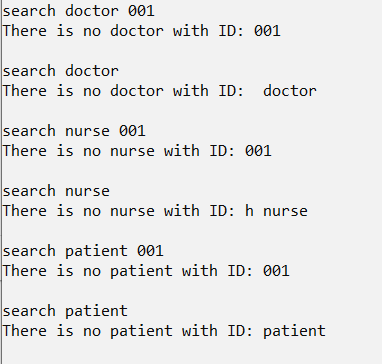 search doctor 001
There is no doctor with ID: 001
search doctor
There is no doctor with ID:  doctor
search nurse 001
There is no nurse with ID: 001
search nurse
There is no nurse with ID: h nurse
search patient 001
There is no patient with ID: 001
search patient
There is no patient with ID: patient